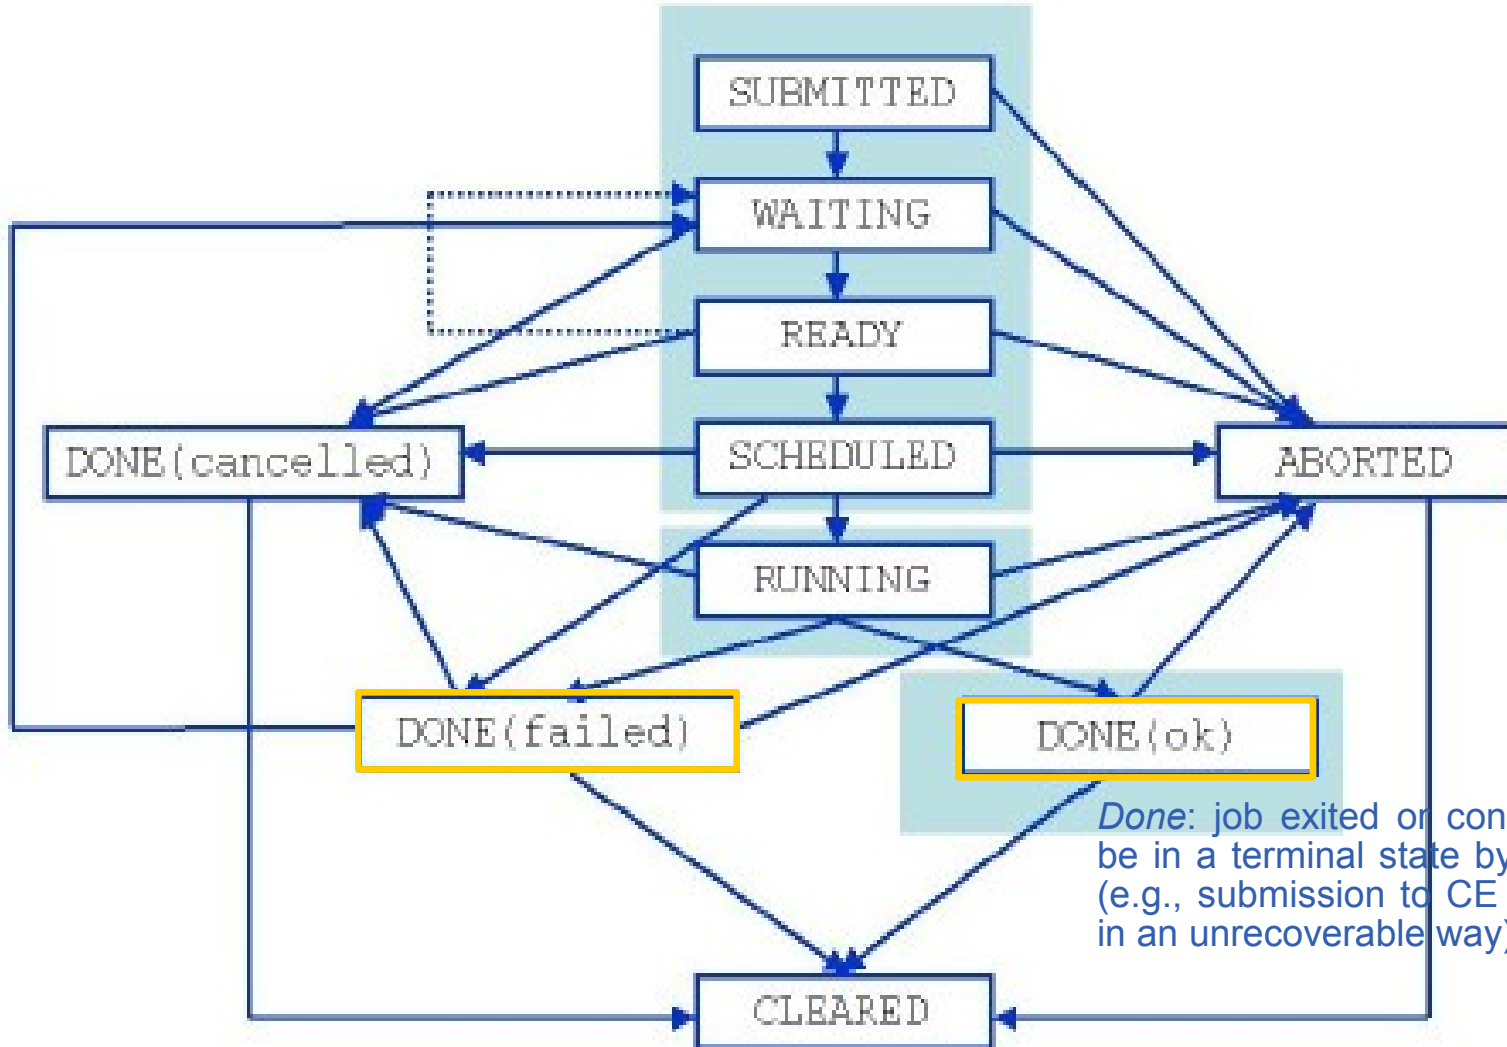 SUBMITTED
WAITING
READY
SCHEDULED
DONE(cancelled)
ABORTED
RUNNING
DONE(failed)
DONE(ok)
Done: job exited or
be in a terminal state by
(e.g., submission to CE
in an unrecoverable way)
CLEARED